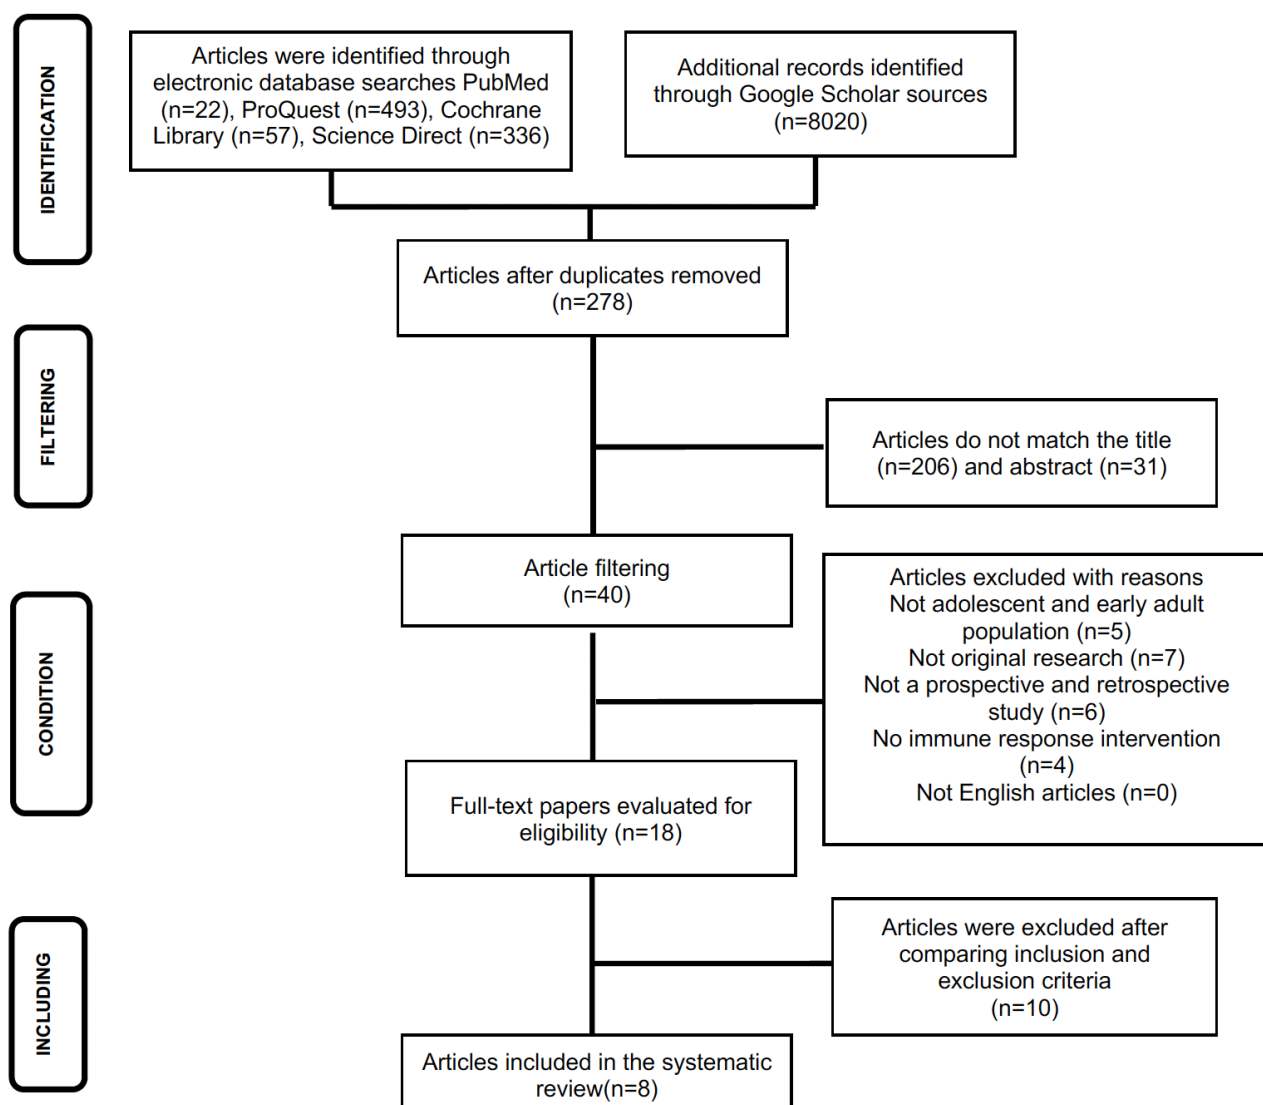 IDENTIFICATION
Articles were identified through
electronic database searches PubMed
(n=22), ProQuest (n=493), Cochrane
Library (n=57), Science Direct (n=336)
Additional records identified
through Google Scholar sources
(n=8020)
Articles after duplicates removed
(n=278)
FILTERING
Articles do not match the title
(n=206) and abstract (n=31)
Article filtering
(n=40)
CONDITION
Articles excluded with reasons
Not adolescent and early adult
population (n=5)
Not original research (n=7)
Not a prospective and retrospective
study (n=6)
No immune response intervention
(n=4)
Not English articles (n=0)
Full-text papers evaluated for
eligibility (n=18)
INCLUDING
Articles were excluded after
comparing inclusion and
exclusion criteria
(n=10)
Articles included in the systematic
review(n=8)